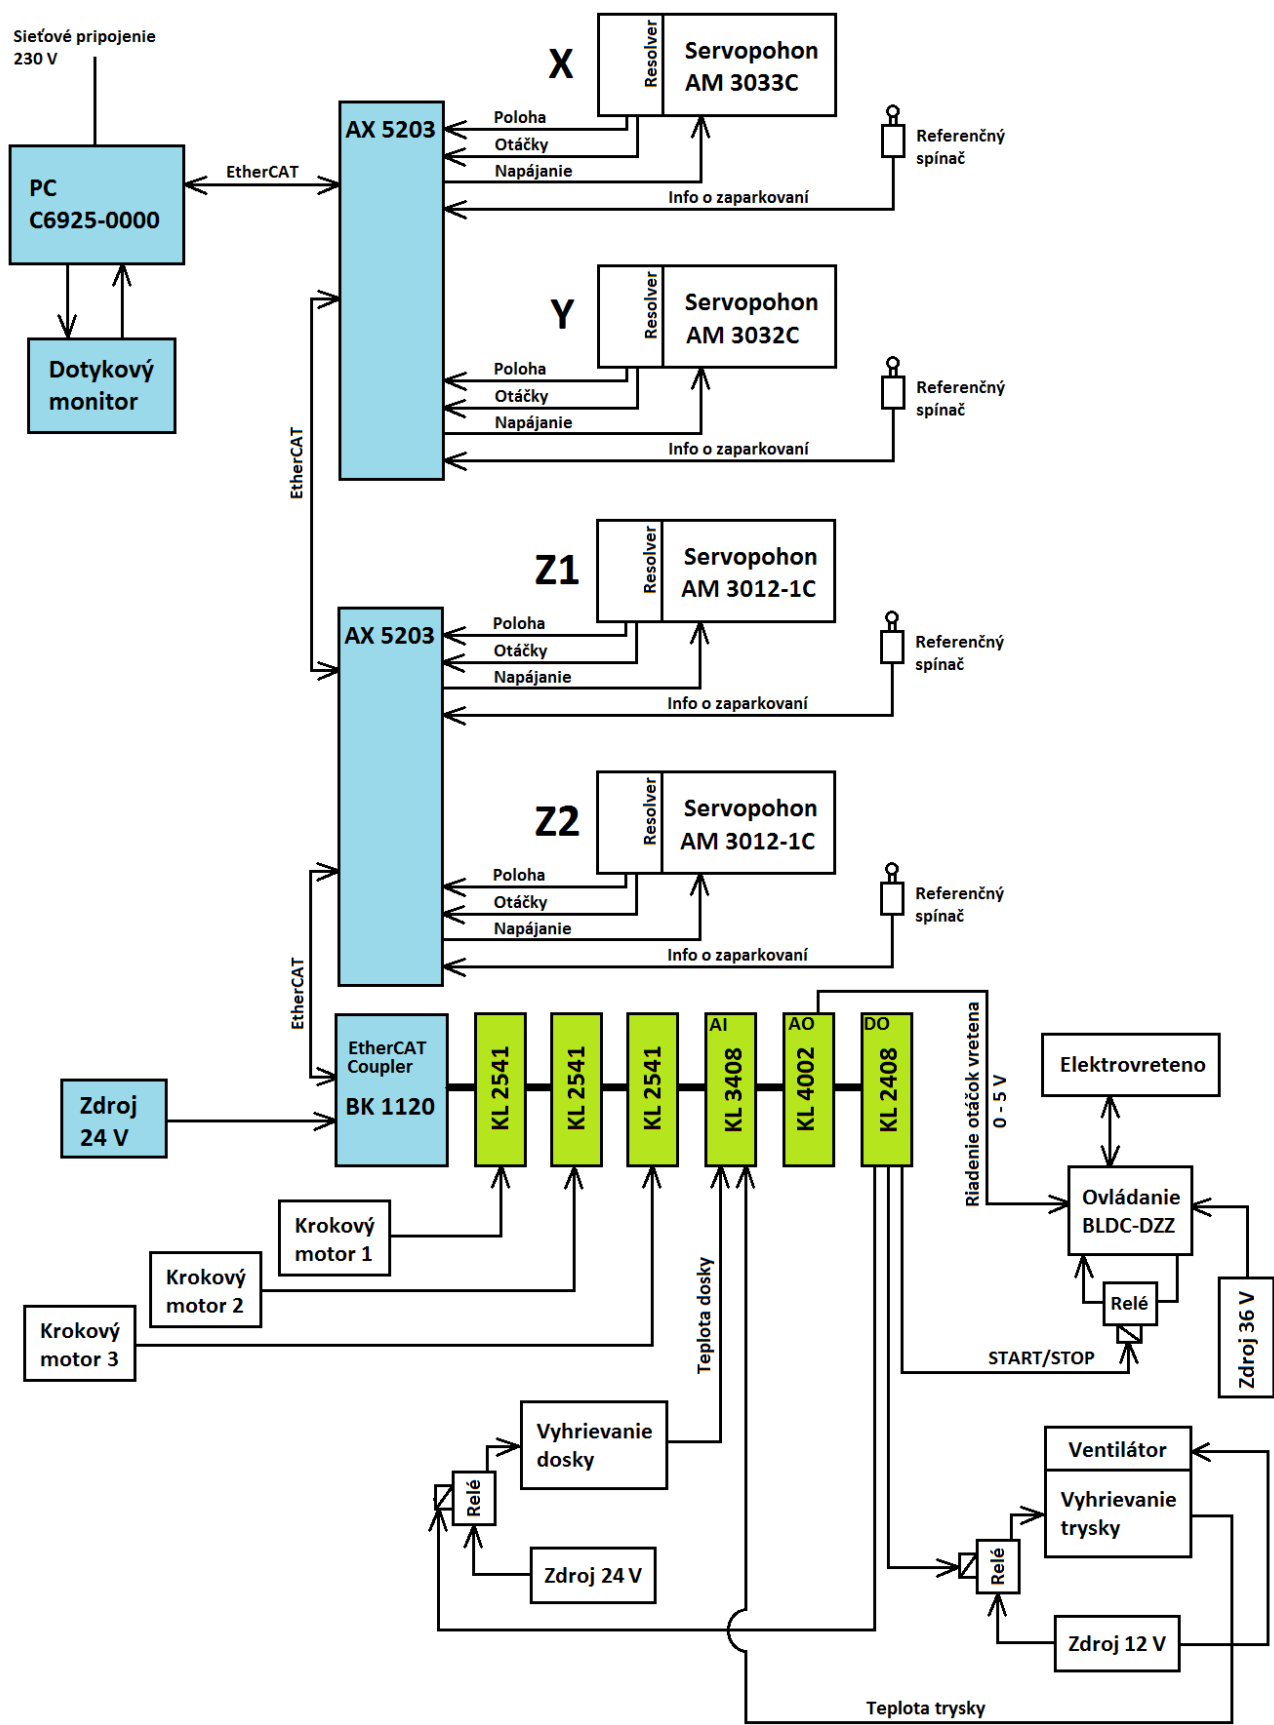 Sieťové pripojenie
230 V
PC
C6925-0000
EtherCAT
Dotykový
monitor
AX 5203
X
Resolver
Servopohon
AM 3033C
Poloha
Otáčky
Napájanie
Info o zaparkovaní
Referenčný
spínač
Y
Resolver
Servopohon
AM 3032C
Poloha
Otáčky
Napájanie
Info o zaparkovaní
Referenčný
spínač
EtherCAT
AX 5203
Z1
Resolver
Servopohon
AM 3012-1C
Poloha
Otáčky
Napájanie
Info o zaparkovaní
Referenčný
spínač
Z2
Resolver
Servopohon
AM 3012-1C
Poloha
Otáčky
Napájanie
Info o zaparkovaní
Referenčný
spínač
EtherCAT
Zdroj
24 V
EtherCAT
Coupler
BK 1120
KL 2541
KL 2541
KL 2541
AI
KL 3408
AO
KL 4002
DO
KL 2408
Riadenie otáčok vretena
0 - 5 V
Elektrovreteno
Ovládanie
BLDC-DZZ
Relé
Zdroj 36 V
START/STOP
Krokový
motor 1
Krokový
motor 2
Krokový
motor 3
Teplota dosky
Vyhrievanie
dosky
Relé
Zdroj 24 V
Ventilátor
Vyhrievanie
trysky
Relé
Zdroj 12 V
Teplota trysky